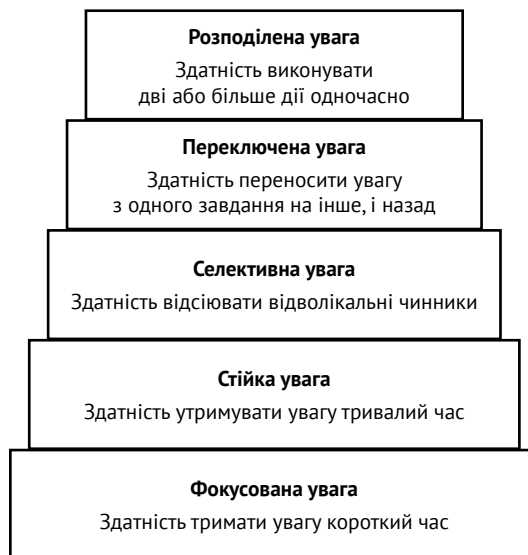 Розподілена увага
Здатність виконувати
дві або більше дії одночасно
Переключена увага
Здатність переносити увагу
з одного завдання на інше, і назад
Селективна увага
Здатність відсіювати відволікальні чинники
Стійка увага
Здатність утримувати увагу тривалий час
Фокусована увага
Здатність тримати увагу короткий час